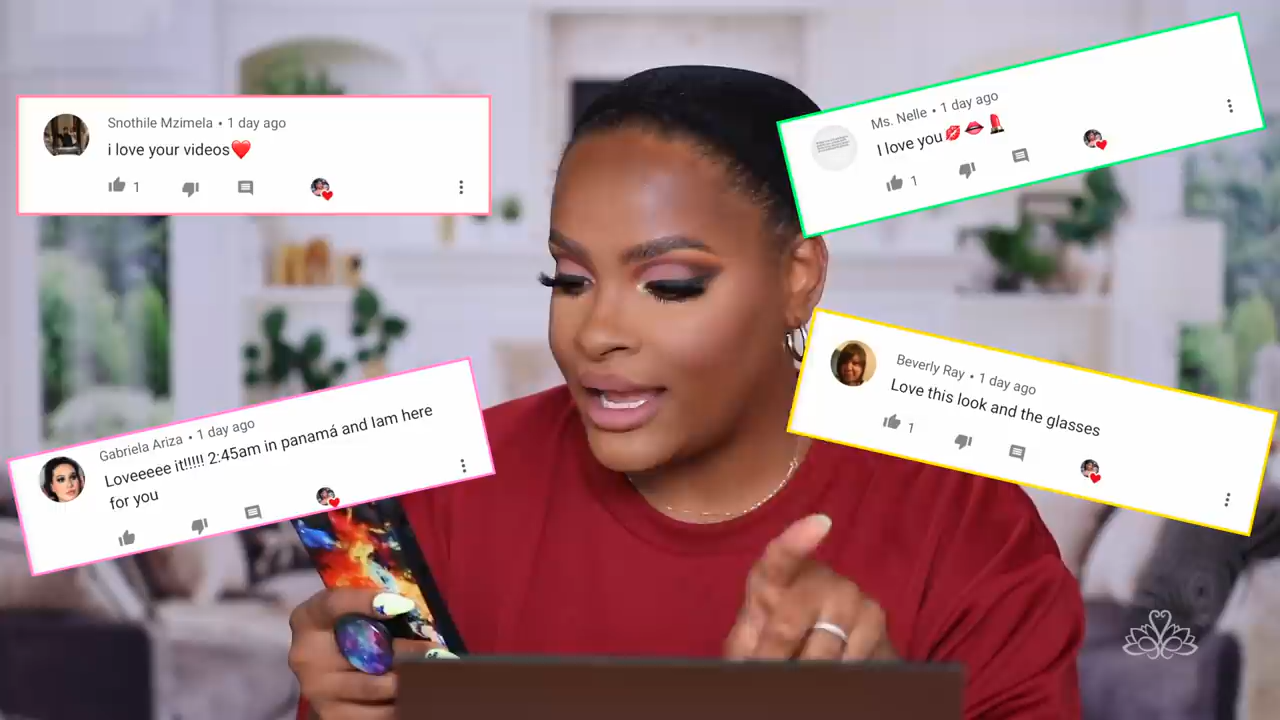 Snothile Mzimela • 1 day ago
i love your videos❤️
1
Ms. Nelle • 1 day ago
I love you💋👄💄
1
Gabriela Ariza • 1 day ago
Loveeeee it!!!!! 2:45am in panamá and Iam here
for you
Beverly Ray • 1 day ago
Love this look and the glasses
1